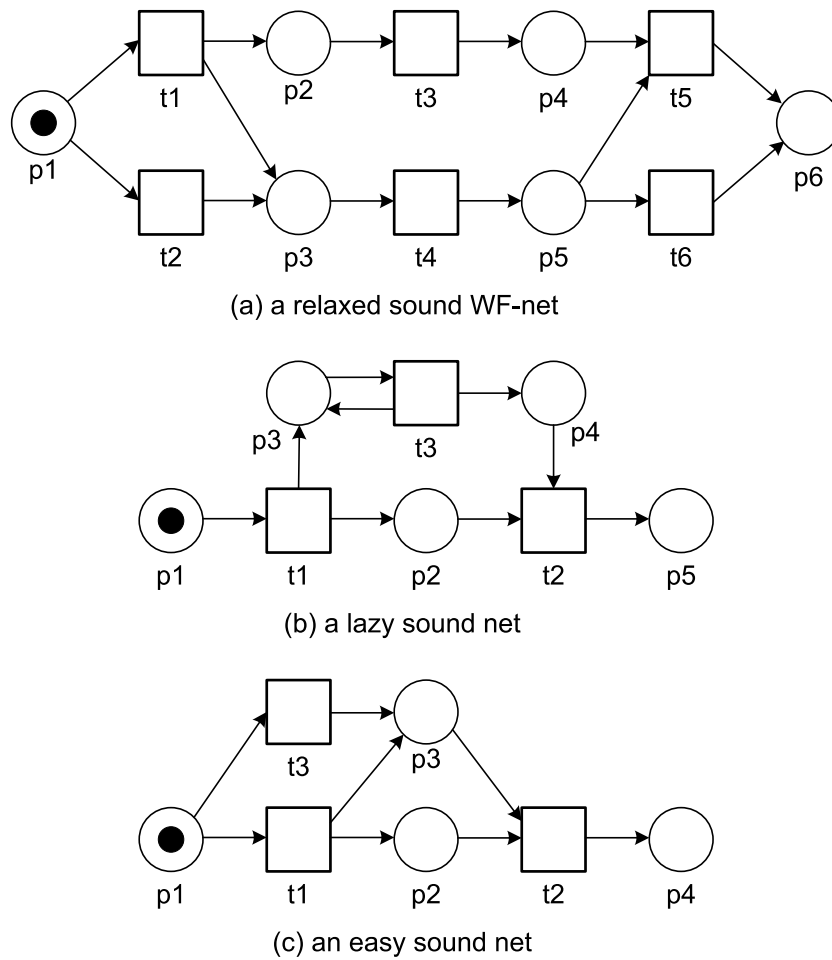 t1 p2 t3 p4 t5
p1 p6
t2 p3 t4 p5 t6
(a) a relaxed sound WF-net
p3 t3 p4
p1 t1 p2 t2 p5
(b) a lazy sound net
t3 p3
p1 t1 p2 t2 p4
(c) an easy sound net